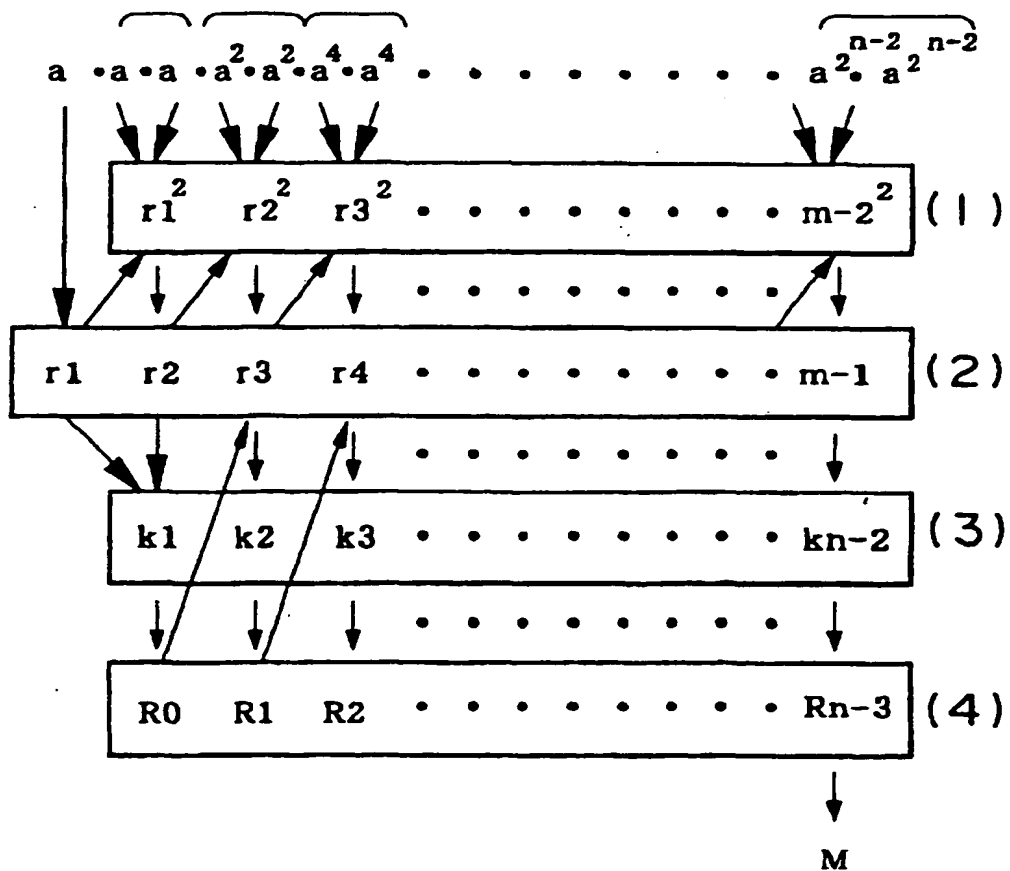 a · a · a · a² · a² · a⁴ · a⁴ · · · · · · · · a²ⁿ⁻² · a²ⁿ⁻²
r1² r2² r3² · · · · · · · · m-2² (1)
· · · · · · · ·
r1 r2 r3 r4 · · · · · · · · m-1 (2)
· · · · · · · ·
k1 k2 k3 · · · · · · · · kn-2 (3)
· · · · · · · ·
R0 R1 R2 · · · · · · · · Rn-3 (4)
M